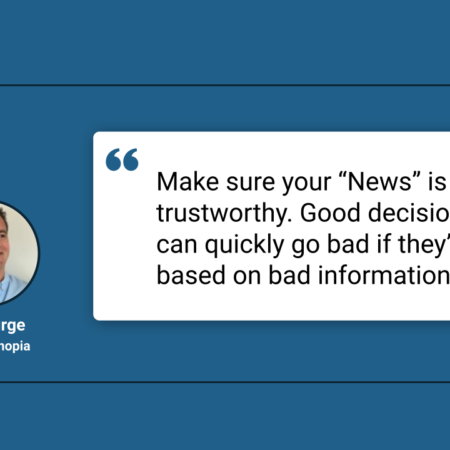 Make sure your “News” is
trustworthy. Good decisio
can quickly go bad if they’
based on bad information
rge
nopia